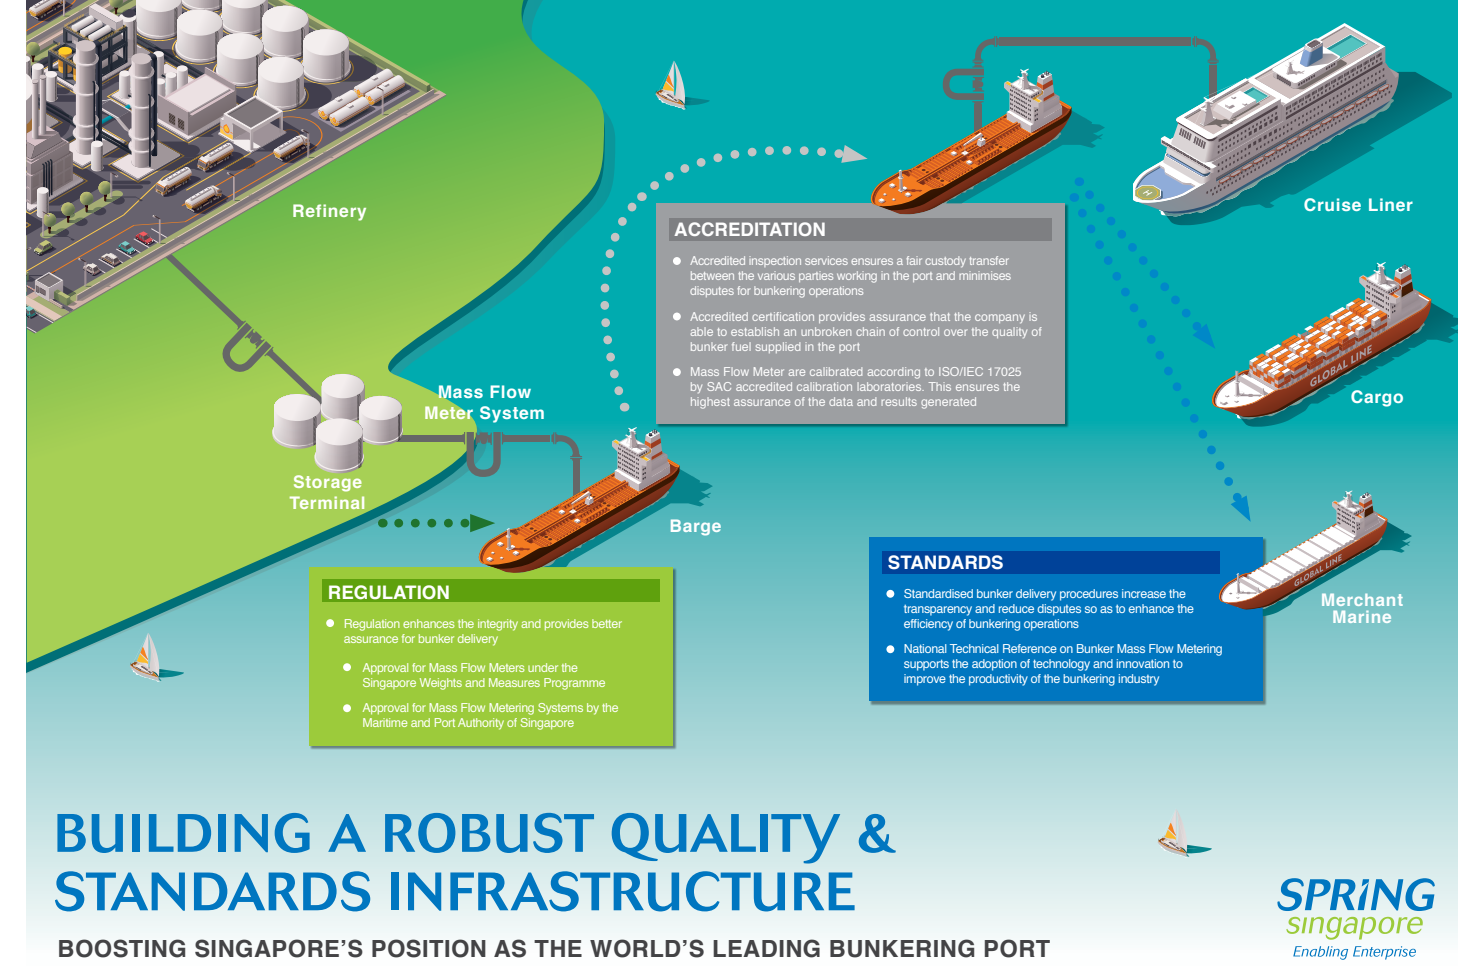 Refinery
Cruise Liner
ACCREDITATION
Accredited inspection services ensures a fair custody transfer
between the various parties working in the port and minimises
disputes for bunkering operations
Accredited certification provides assurance that the company is
able to establish an unbroken chain of control over the quality of
bunker fuel supplied in the port
Mass Flow Meter are calibrated according to ISO/IEC 17025
by SAC accredited calibration laboratories. This ensures the
highest assurance of the data and results generated
GLOBAL LINE
Cargo
Mass Flow
Meter System
Storage
Terminal
Barge
GLOBAL LINE
Merchant
Marine
REGULATION
Regulation enhances the integrity and provides better
assurance for bunker delivery
Approval for Mass Flow Meters under the
Singapore Weights and Measures Programme
Approval for Mass Flow Metering Systems by the
Maritime and Port Authority of Singapore
STANDARDS
Standardised bunker delivery procedures increase the
transparency and reduce disputes so as to enhance the
efficiency of bunkering operations
National Technical Reference on Bunker Mass Flow Metering
supports the adoption of technology and innovation to
improve the productivity of the bunkering industry
BUILDING A ROBUST QUALITY &
STANDARDS INFRASTRUCTURE
BOOSTING SINGAPORE'S POSITION AS THE WORLD'S LEADING BUNKERING PORT
SPRING
singapore
Enabling Enterprise